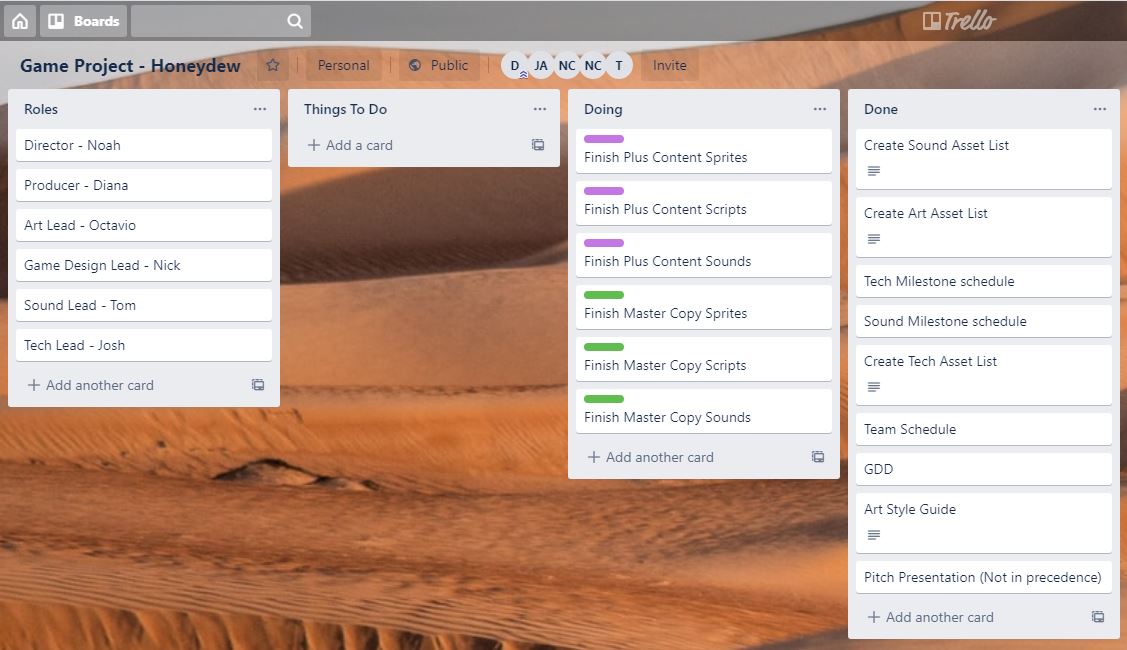 Boards
Trello
Game Project - Honeydew
Personal
Public
D JA NC NC T
Invite
Roles
Director - Noah
Producer - Diana
Art Lead - Octavio
Game Design Lead - Nick
Sound Lead - Tom
Tech Lead - Josh
+ Add another card
Things To Do
+ Add a card
Doing
Finish Plus Content Sprites
Finish Plus Content Scripts
Finish Plus Content Sounds
Finish Master Copy Sprites
Finish Master Copy Scripts
Finish Master Copy Sounds
+ Add another card
Done
Create Sound Asset List
Create Art Asset List
Tech Milestone schedule
Sound Milestone schedule
Create Tech Asset List
Team Schedule
GDD
Art Style Guide
Pitch Presentation (Not in precedence)
+ Add another card